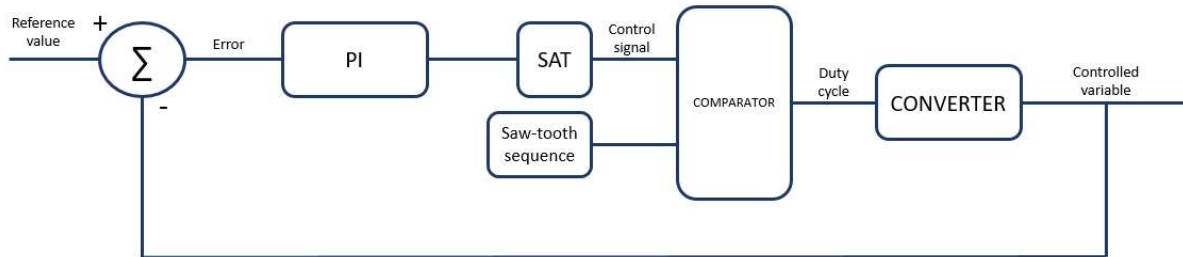 Reference
value
+
-
∑
Error
PI
SAT
Control
signal
Saw-tooth
sequence
COMPARATOR
Duty
cycle
CONVERTER
Controlled
variable